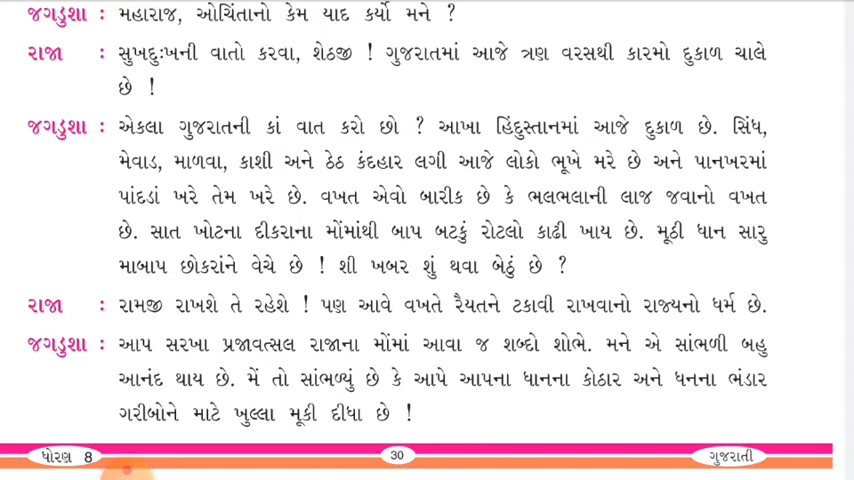 જગડુશા : મહારાજ, ઓચિંતાનો કેમ યાદ કર્યો મને ?
રાજા : સુખદુઃખની વાતો કરવા, શેઠજી ! ગુજરાતમાં આજે ત્રણ વરસથી કારમો દુકાળ ચાલે
છે !
જગડુશા : એકલા ગુજરાતની કાં વાત કરો છો ? આખા હિંદુસ્તાનમાં આજે દુકાળ છે. સિંધ,
મેવાડ, માળવા, કાશી અને ઠેઠ કંદહાર લગી આજે લોકો ભૂખે મરે છે અને પાનખરમાં
પાંદડાં ખરે તેમ ખરે છે. વખત એવો બારીક છે કે ભલભલાની લાજ જવાનો વખત
છે. સાત ખોટના દીકરાના મોંમાંથી બાપ બટકું રોટલો કાઢી ખાય છે. મૂઠી ધાન સારુ
માબાપ છોકરાંને વેચે છે ! શી ખબર શું થવા બેઠું છે ?
રાજા : રામજી રાખશે તે રહેશે ! પણ આવે વખતે રૈયતને ટકાવી રાખવાનો રાજ્યનો ધર્મ છે.
જગડુશા : આપ સરખા પ્રજાવત્સલ રાજાના મોંમાં આવા જ શબ્દો શોભે. મને એ સાંભળી બહુ
આનંદ થાય છે. મેં તો સાંભળ્યું છે કે આપે આપના ધાનના કોઠાર અને ધનના ભંડાર
ગરીબોને માટે ખુલ્લા મૂકી દીધા છે !
ધોરણ 8 30 ગુજરાતી